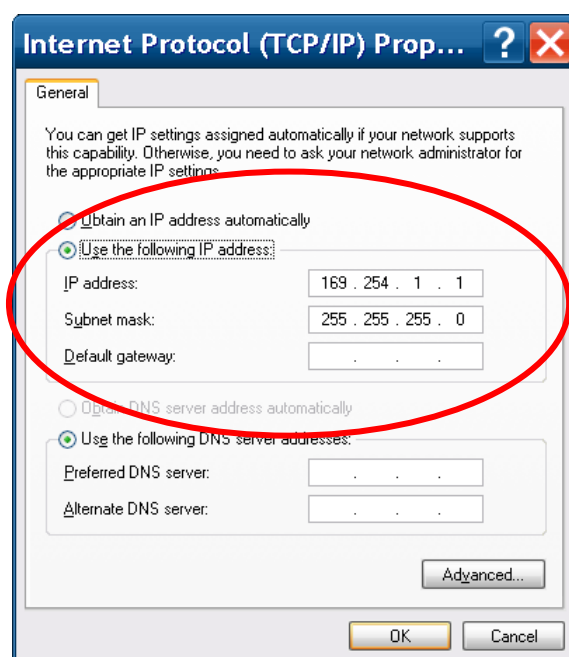 Internet Protocol (TCP/IP) Prop... ?
General
You can get IP settings assigned automatically if your network supports
this capability. Otherwise, you need to ask your network administrator for
the appropriate IP settings.
Obtain an IP address automatically
Use the following IP address:
IP address: 169 . 254 . 1 . 1
Subnet mask: 255 . 255 . 255 . 0
Default gateway: . . .
Obtain DNS server address automatically
Use the following DNS server addresses:
Preferred DNS server: . . .
Alternate DNS server: . . .
Advanced...
OK Cancel